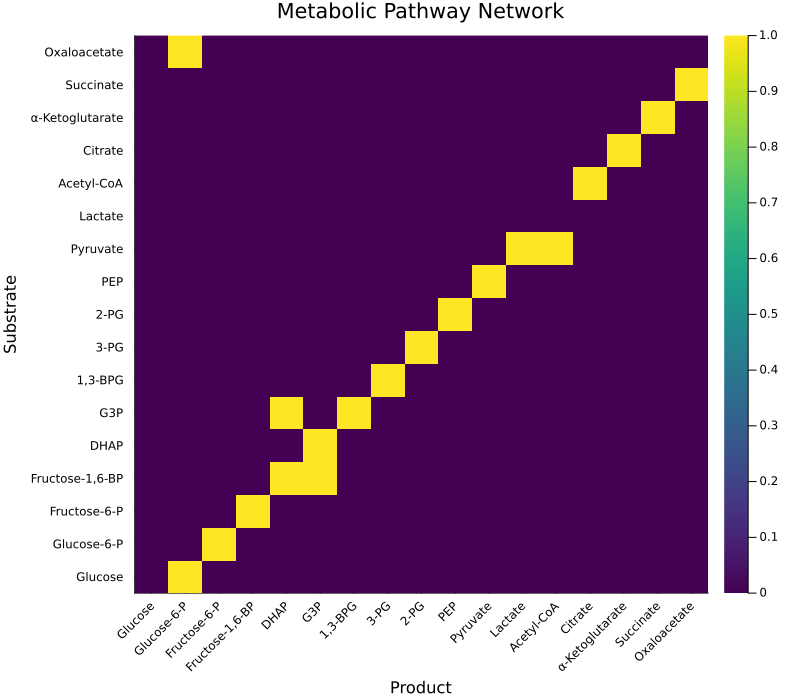 Metabolic Pathway Network
Substrate
Oxaloacetate
Succinate
α-Ketoglutarate
Citrate
Acetyl-CoA
Lactate
Pyruvate
PEP
2-PG
3-PG
1,3-BPG
G3P
DHAP
Fructose-1,6-BP
Fructose-6-P
Glucose-6-P
Glucose
Glucose
Glucose-6-P
Fructose-6-P
Fructose-1,6-BP
DHAP
G3P
1,3-BPG
3-PG
2-PG
PEP
Pyruvate
Lactate
Acetyl-CoA
Citrate
α-Ketoglutarate
Succinate
Oxaloacetate
Product
1.0
0.9
0.8
0.7
0.6
0.5
0.4
0.3
0.2
0.1
0